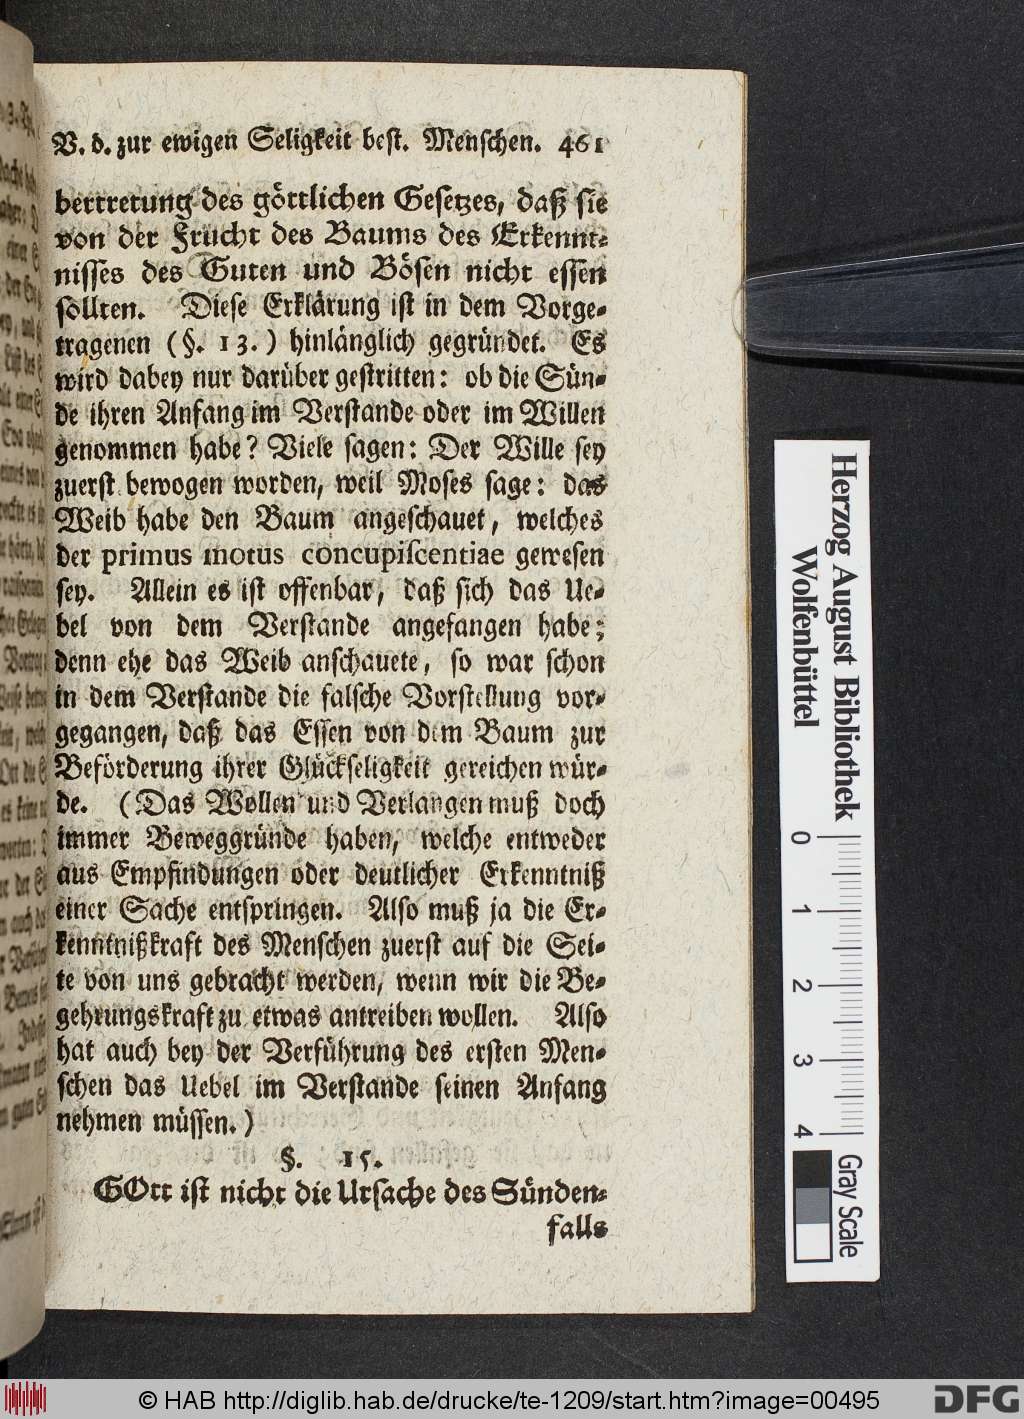 V. d. zur ewigen Seligkeit best. Menschen. 461
bertretung des göttlichen Gesetzes, daß sie
von der Frucht des Baums des Erkennt-
nisses des Guten und Bösen nicht essen
sollten. Diese Erklärung ist in dem Vorge-
tragenen (§. 13.) hinlänglich gegründet. Es
wird dabey nur darüber gestritten: ob die Sün-
de ihren Anfang im Verstande oder im Willen
genommen habe? Viele sagen: Der Wille sey
zuerst bewogen worden, weil Moses sage: das
Weib habe den Baum angeschauet, welches
der primus motus concupiscentiae gewesen
sey. Allein es ist offenbar, daß sich das Ue-
bel von dem Verstande angefangen habe;
denn ehe das Weib anschauete, so war schon
in dem Verstande die falsche Vorstellung vor-
gegangen, daß das Essen von dem Baum zur
Beförderung ihrer Glückseligkeit gereichen wür-
de. (Das Wollen und Verlangen muß doch
immer Beweggründe haben, welche entweder
aus Empfindungen oder deutlicher Erkenntniß
einer Sache entspringen. Also muß ja die Er-
kenntnißkraft des Menschen zuerst auf die Sei-
te von uns gebracht werden, wenn wir die Be-
gehrungskraft zu etwas antreiben wollen. Also
hat auch bey der Verführung des ersten Men-
schen das Uebel im Verstande seinen Anfang
nehmen müssen.)
§. 15.
GOtt ist nicht die Ursache des Sünden-
falls
Herzog August Bibliothek
Wolfenbüttel
0 1 2 3 4
Gray Scale
© HAB http://diglib.hab.de/drucke/te-1209/start.htm?image=00495
DFG